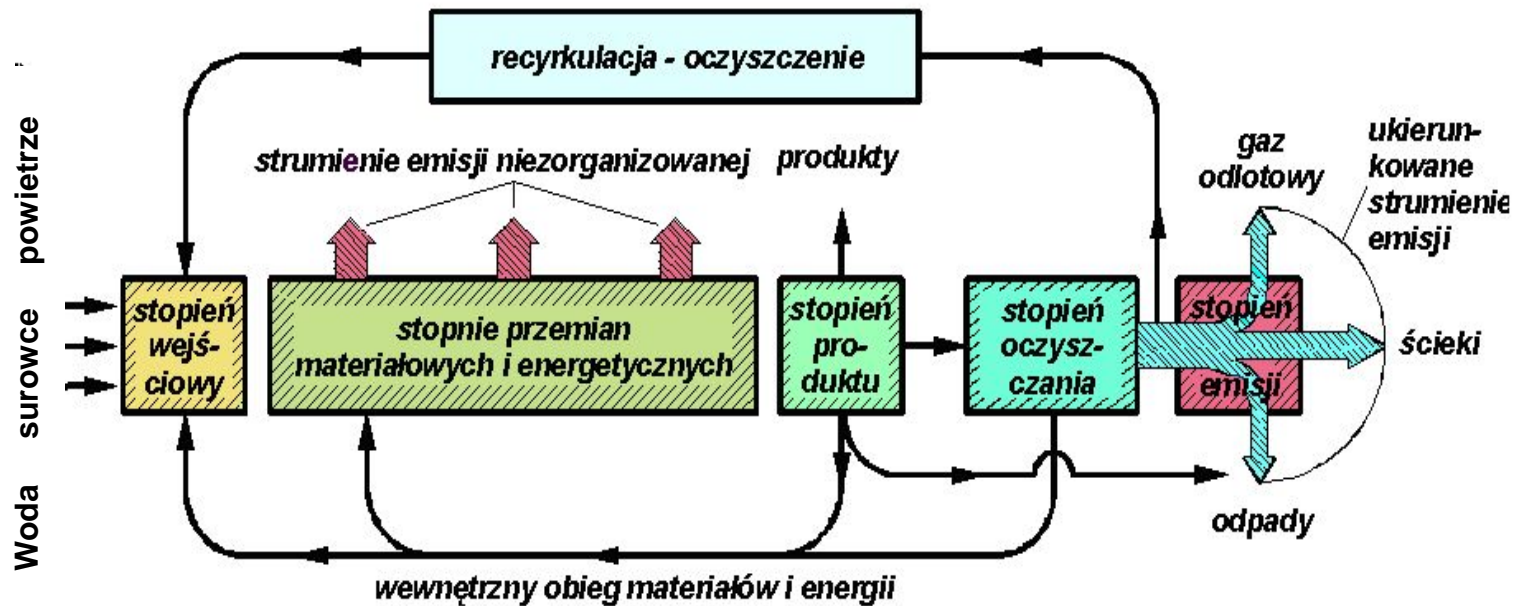 recyrkulacja - oczyszczenie
strumienie emisji niezorganizowanej
produkty
gaz
odlotowy
ukierun-
kowane
strumienie
emisji
Woda surowce powietrze
stopień
wejś-
ciowy
stopnie przemian
materiałowych i energetycznych
stopień
pro-
duktu
stopień
oczysz-
czania
stopień
emisji
ścieki
odpady
wewnętrzny obieg materiałów i energii